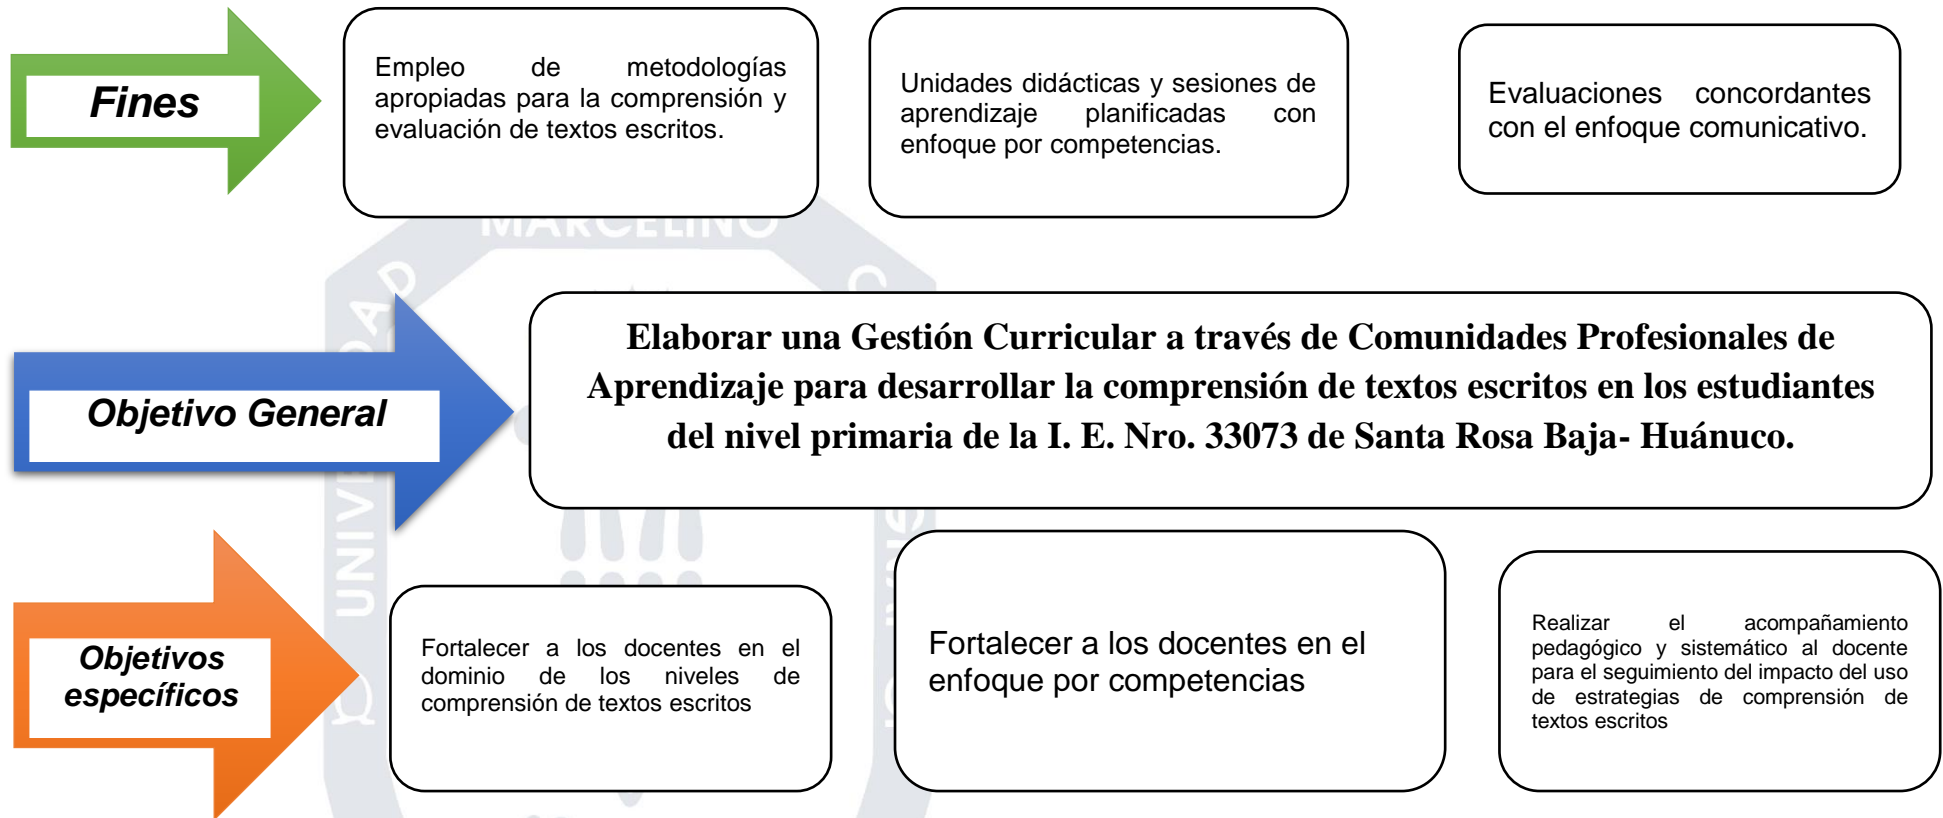 Fines
Empleo de metodologías
apropiadas para la comprensión y
evaluación de textos escritos.
Unidades didácticas y sesiones de
aprendizaje planificadas con
enfoque por competencias.
Evaluaciones concordantes
con el enfoque comunicativo.
MARCELINO
UNIVERSIDAD
Objetivo General
Elaborar una Gestión Curricular a través de Comunidades Profesionales de
Aprendizaje para desarrollar la comprensión de textos escritos en los estudiantes
del nivel primaria de la I. E. Nro. 33073 de Santa Rosa Baja- Huánuco.
Objetivos
específicos
Fortalecer a los docentes en el
dominio de los niveles de
comprensión de textos escritos
Fortalecer a los docentes en el
enfoque por competencias
Realizar el acompañamiento
pedagógico y sistemático al docente
para el seguimiento del impacto del uso
de estrategias de comprensión de
textos escritos